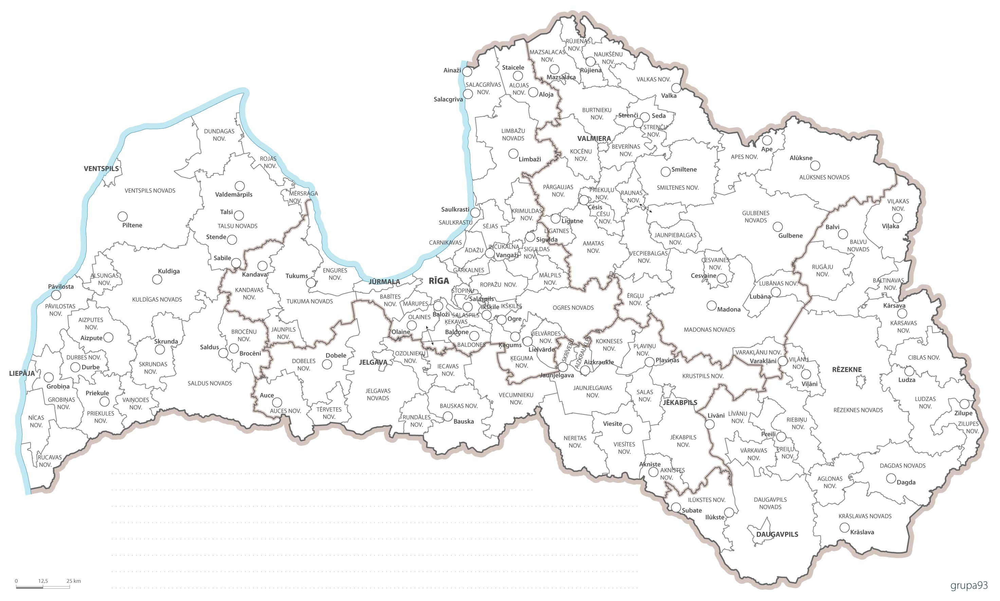 RŪJIENAS
NOV.
MAZSALACAS
NOV.
NAUKŠĒNU
NOV.
Ainaži
Staicele
Mazsalaca
Rūjiena
VALKAS NOV.
SALACGRĪVAS
NOV.
ALOJAS
NOV.
Aloja
Salacgrīva
Valka
BURTNIEKU
NOV.
Strenči
Seda
STRENČU
NOV.
DUNDAGAS
NOV.
LIMBAŽU
NOVADS
VALMIERA
BEVERĪNAS
NOV.
Ape
APES NOV.
Alūksne
ALŪKSNES NOVADS
ROJAS
NOV.
Limbaži
KOCĒNU
NOV.
VENTSPILS
Smiltene
SMILTENES NOV.
VENTSPILS NOVADS
Valdemārpils
MĒRSRAGA
NOV.
PĀRGAUJAS
NOV.
PRIEKUĻU
NOV.
RAUNAS
NOV.
Cēsis
CĒSU
NOV.
VIĻAKAS
NOV.
Viļaka
Talsi
TALSU NOVADS
Piltene
Saulkrasti
SAULKRASTU
KRIMULDAS
NOV.
SĒJAS
Līgatne
LĪGATNES
GULBENES
NOVADS
Gulbene
Balvi
BALVU
NOVADS
Stende
CARNIKAVAS
ĀDAŽU
INČUKALNA
Vangaži
Sigulda
SIGULDAS
NOV.
AMATAS
NOV.
JAUNPIEBALGAS
NOV.
VECPIEBALGAS
NOV.
CESVAINES
NOV.
Cesvaine
RUGĀJU
NOV.
Sabile
Kandava
KANDAVAS
NOV.
Kuldīga
KULDĪGAS NOVADS
ALSUNGAS
NOV.
Tukums
ENGURES
NOV.
TUKUMA NOVADS
JŪRMALA
RĪGA
GARKALNES
ROPAŽU NOV.
MĀLPILS
NOV.
LUBĀNAS NOV.
Lubāna
BALTINAVAS
NOV.
Pāvilosta
PĀVILOSTAS
NOV.
BABĪTES
NOV.
MĀRUPES
STOPIŅU
Salaspils
Ikšķile
IKŠĶILES
Baloži
SALASPILS
ĶEKAVAS
OGRES NOVADS
ĒRGĻU
NOV.
Madona
MADONAS NOVADS
Kārsava
KĀRSAVAS
NOV.
AIZPUTES
NOV.
Aizpute
Skrunda
SKRUNDAS
NOV.
BROCĒNU
NOV.
Saldus
Brocēni
JAUNPILS
NOV.
OLAINES
Olaine
Baldone
BALDONES
Ogre
Ķegums
LIELVĀRDES
NOV.
Lielvārde
SKRĪVERU
AIZKRAUKLES
KOKNESES
NOV.
PĻAVIŅU
NOV.
Pļaviņas
VARAKĻĀNU NOV.
Varakļāni
VIĻĀNU
NOV.
Viļāni
CIBLAS NOV.
DURBES NOV.
Durbe
LIEPĀJA
Grobiņa
GROBIŅAS
NOV.
Priekule
PRIEKULES
NOV.
VAIŅODES
NOV.
SALDUS NOVADS
DOBELES
NOV.
Dobele
JELGAVA
OZOLNIEKU
NOV.
IECAVAS
NOV.
ĶEGUMA
NOV.
Jaunjelgava
Aizkraukle
KRUSTPILS NOV.
RĒZEKNE
Ludza
LUDZAS
NOV.
Auce
AUCES NOV.
TĒRVETES
NOV.
JELGAVAS
NOVADS
RUNDĀLES
NOV.
BAUSKAS NOV.
Bauska
VECUMNIEKU
NOV.
JAUNJELGAVAS
NOV.
SALAS
NOV.
JĒKABPILS
Līvāni
LĪVĀNU
NOV.
RIEBIŅU
NOV.
RĒZEKNES NOVADS
Zilupe
ZILUPES
NOV.
NĪCAS
NOV.
RUCAVAS
NOV.
NERETAS
NOV.
Viesīte
VIESĪTES
NOV.
JĒKABPILS
NOV.
Preiļi
VĀRKAVAS
NOV.
PREIĻU
NOV.
Aknīste
AKNĪSTES
NOV.
AGLONAS
NOV.
DAGDAS NOVADS
Dagda
Subate
ILŪKSTES NOV.
Ilūkste
DAUGAVPILS
NOVADS
DAUGAVPILS
KRĀSLAVAS NOVADS
Krāslava
0 12,5 25 km
grupa93